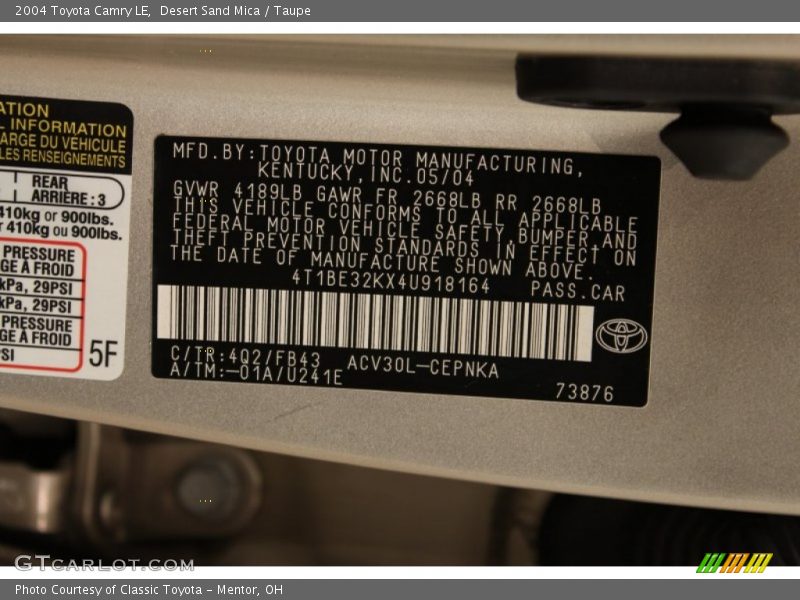 2004 Toyota Camry LE,  Desert Sand Mica / Taupe
ATION
L INFORMATION
ARGE DU VÉHICULE
LES RENSEIGNEMENTS
REAR
ARRIÈRE : 3
410kg or 900lbs.
r 410kg ou 900lbs.
PRESSURE
GE À FROID
kPa, 29PSI
kPa, 29PSI
PRESSURE
GE À FROID
PSI
5F
MFD.BY:TOYOTA MOTOR MANUFACTURING,
KENTUCKY,INC.05/04
GVWR 4189LB GAWR FR 2668LB RR 2668LB
THIS VEHICLE CONFORMS TO ALL APPLICABLE
FEDERAL MOTOR VEHICLE SAFETY,BUMPER,AND
THEFT PREVENTION STANDARDS IN EFFECT ON
THE DATE OF MANUFACTURE SHOWN ABOVE.
4T1BE32KX4U918164 PASS.CAR
C/TR:4Q2/FB43 ACV30L-CEPNKA
A/TM:-01A/U241E
73876
GTCARLOT.COM
Photo Courtesy of Classic Toyota - Mentor, OH